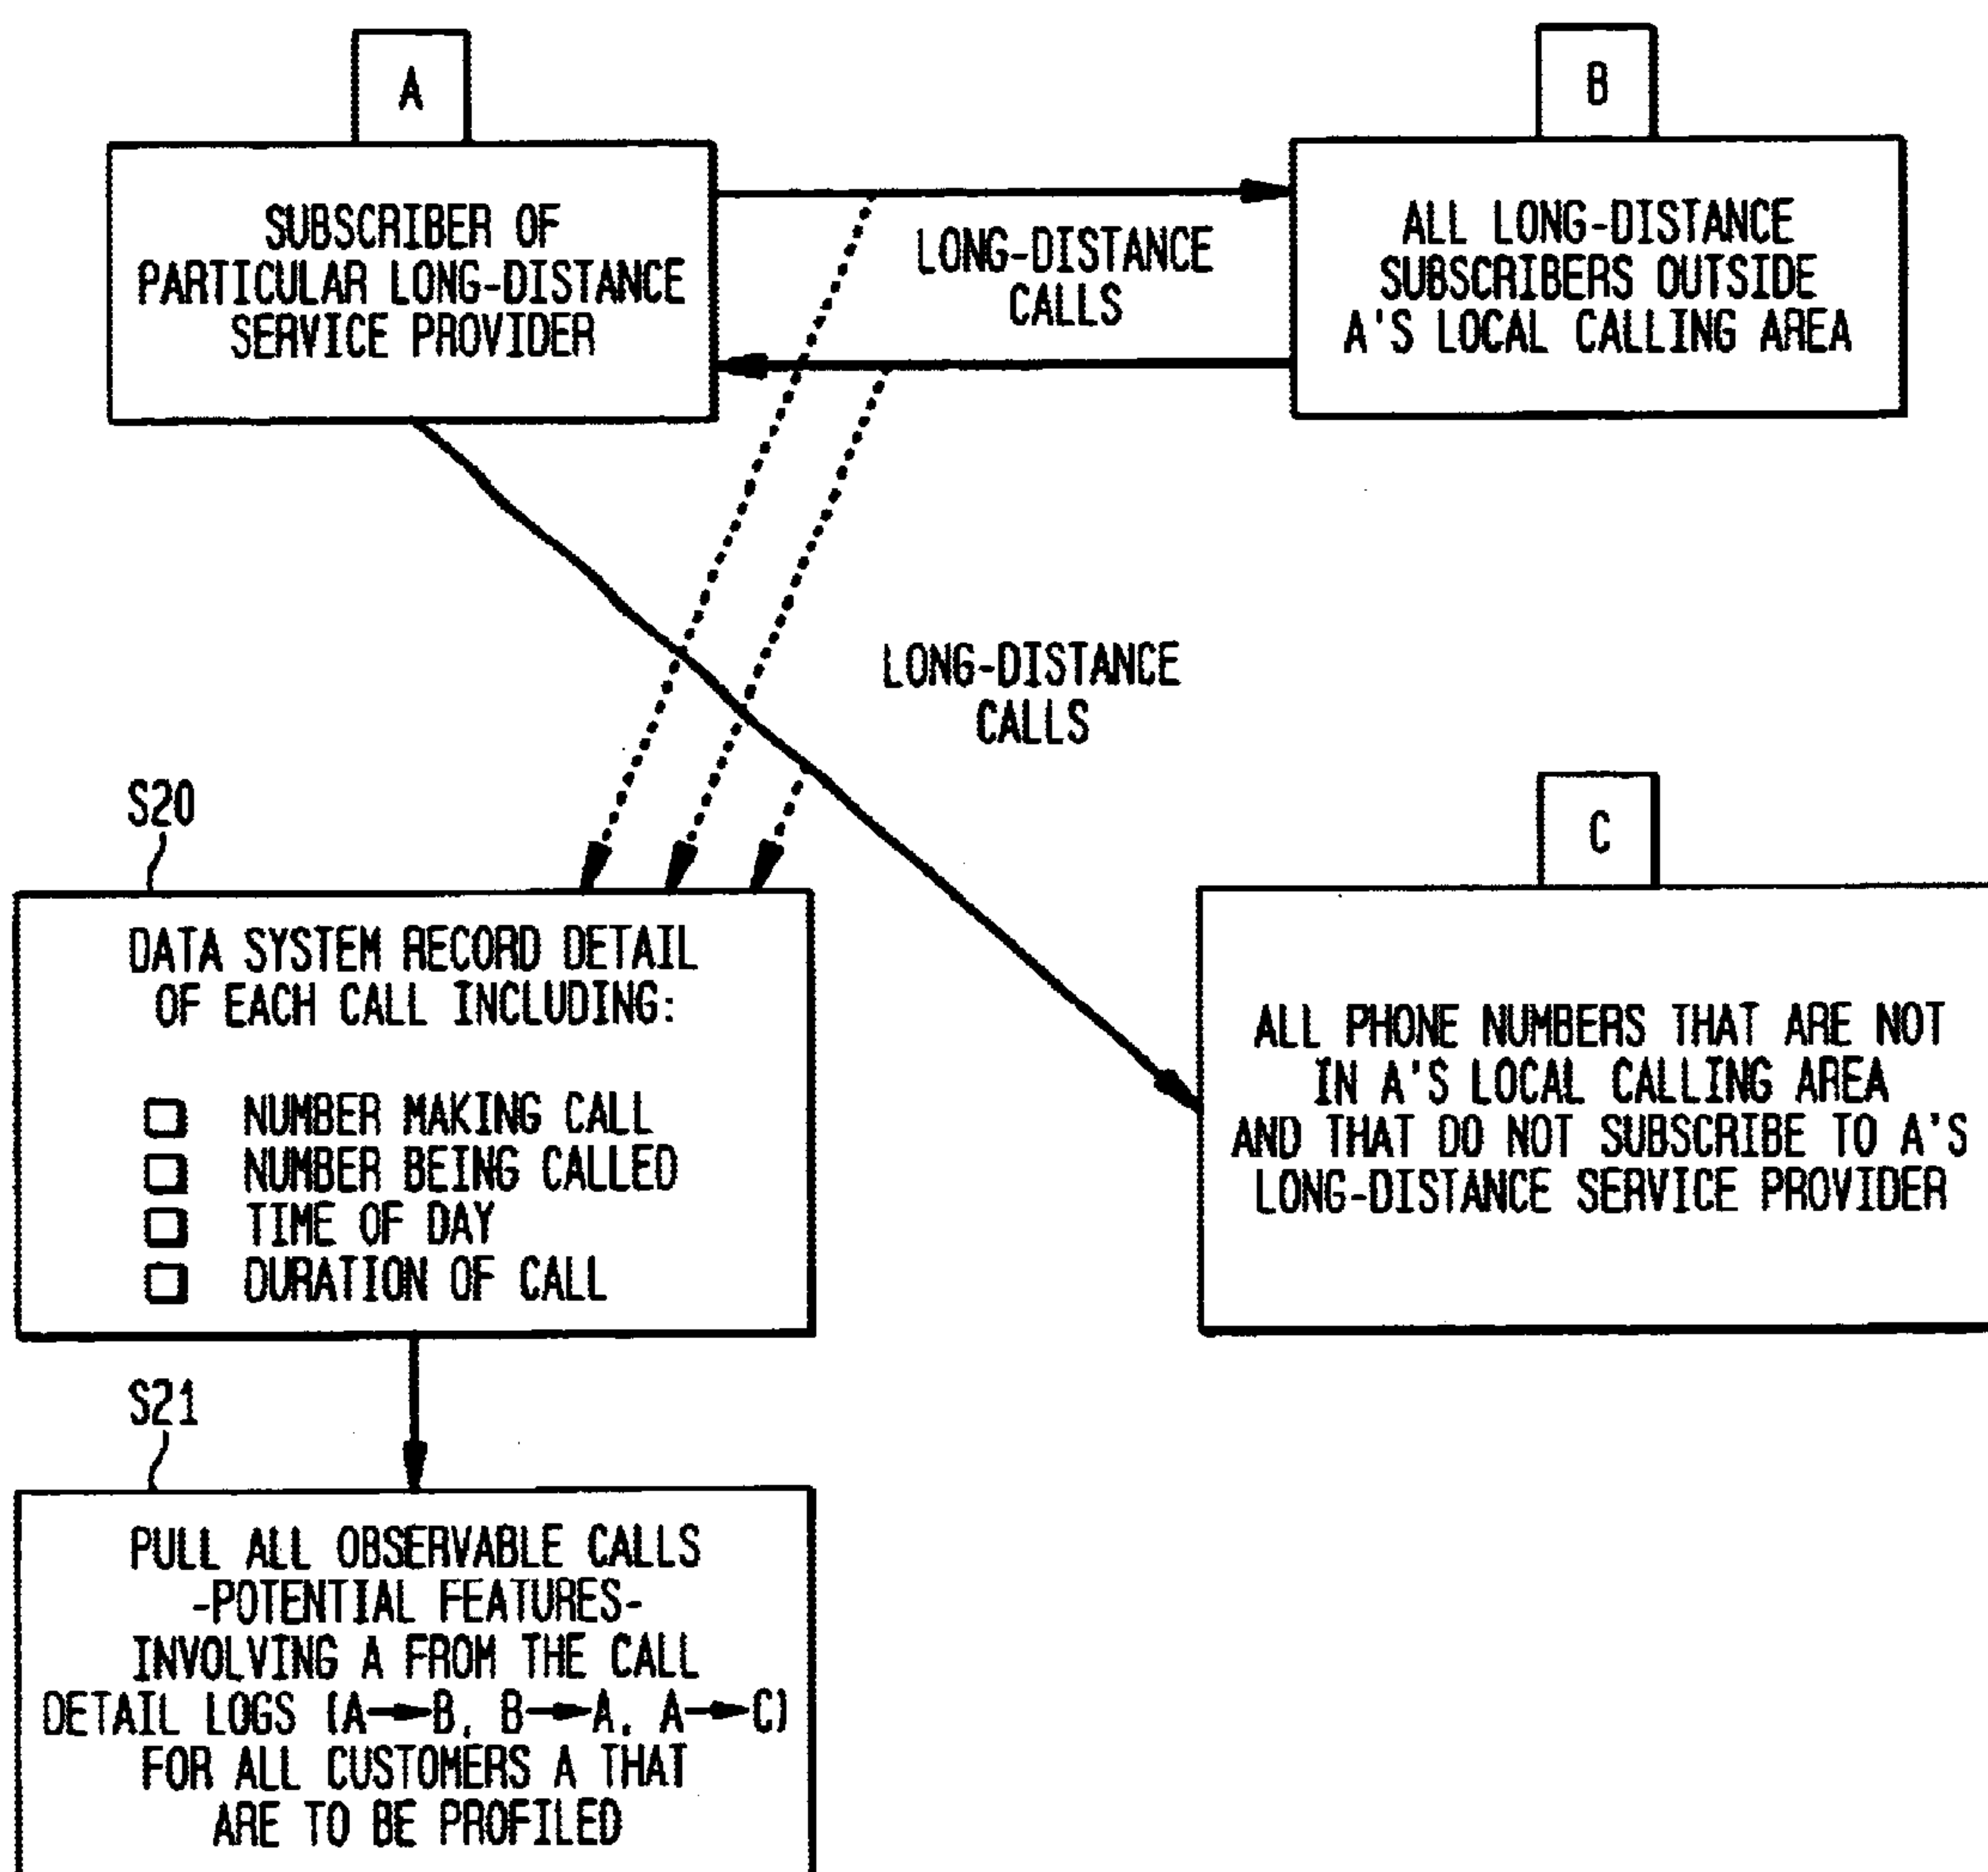 A
SUBSCRIBER OF
PARTICULAR LONG-DISTANCE
SERVICE PROVIDER
LONG-DISTANCE
CALLS
B
ALL LONG-DISTANCE
SUBSCRIBERS OUTSIDE
A'S LOCAL CALLING AREA
LONG-DISTANCE
CALLS
S20
DATA SYSTEM RECORD DETAIL
OF EACH CALL INCLUDING:
NUMBER MAKING CALL
NUMBER BEING CALLED
TIME OF DAY
DURATION OF CALL
C
ALL PHONE NUMBERS THAT ARE NOT
IN A'S LOCAL CALLING AREA
AND THAT DO NOT SUBSCRIBE TO A'S
LONG-DISTANCE SERVICE PROVIDER
S21
PULL ALL OBSERVABLE CALLS
-POTENTIAL FEATURES-
INVOLVING A FROM THE CALL
DETAIL LOGS (A→B, B→A, A→C)
FOR ALL CUSTOMERS A THAT
ARE TO BE PROFILED